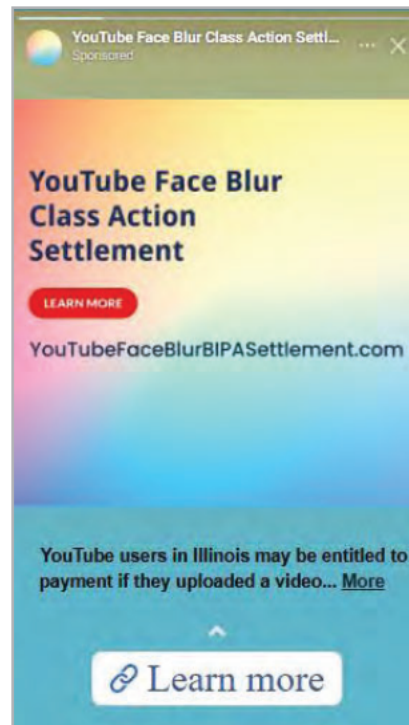 YouTube Face Blur Class Action Settl...
Sponsored
YouTube Face Blur
Class Action
Settlement
LEARN MORE
YouTubeFaceBlurBIPASettlement.com
YouTube users in Illinois may be entitled to
payment if they uploaded a video... More
Learn more